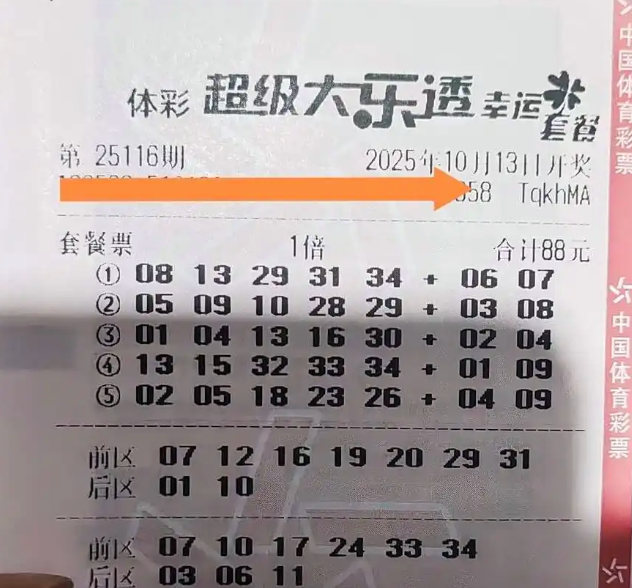 体彩 超级大乐透 幸运套餐
第 25116期 2025年10月13日开奖
58 TqkhMA
套餐票 1倍 合计88元
① 08 13 29 31 34 + 06 07
② 05 09 10 28 29 + 03 08
③ 01 04 13 16 30 + 02 04
④ 13 15 32 33 34 + 01 09
⑤ 02 05 18 23 26 + 04 09
前区 07 12 16 19 20 29 31
后区 01 10
前区 07 10 17 24 33 34
后区 03 06 11
中国体育彩票
中国体育彩票